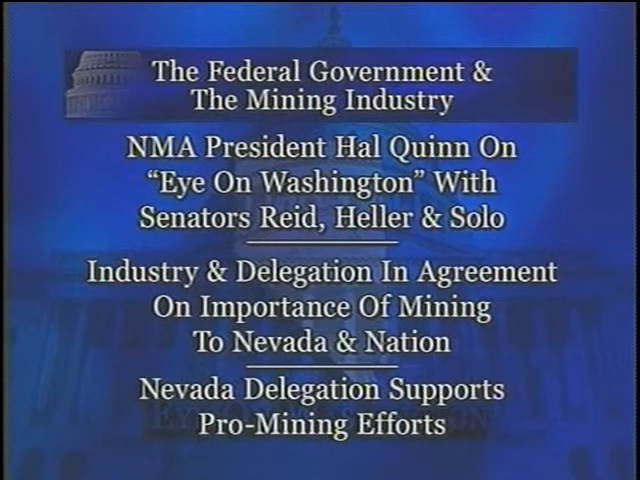 The Federal Government &
The Mining Industry
NMA President Hal Quinn On
“Eye On Washington” With
Senators Reid, Heller & Solo
Industry & Delegation In Agreement
On Importance Of Mining
To Nevada & Nation
Nevada Delegation Supports
Pro-Mining Efforts